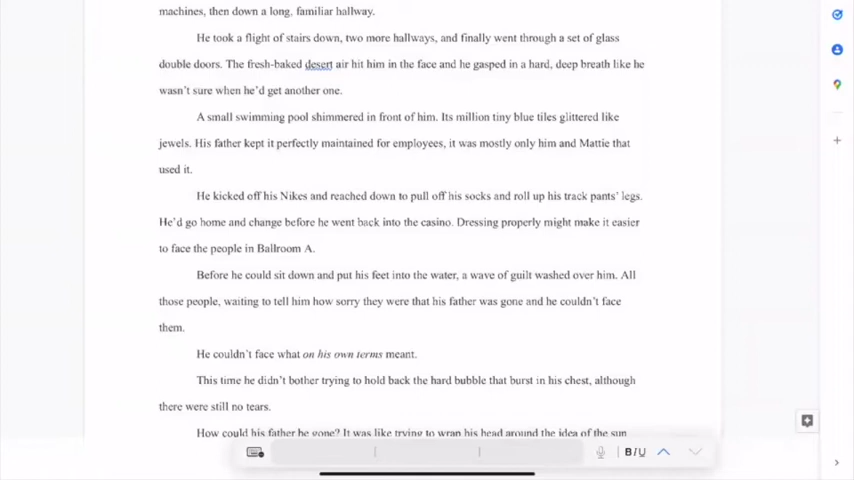 machines, then down a long, familiar hallway.
He took a flight of stairs down, two more hallways, and finally went through a set of glass
double doors. The fresh-baked desert air hit him in the face and he gasped in a hard, deep breath like he
wasn't sure when he'd get another one.
A small swimming pool shimmered in front of him. Its million tiny blue tiles glittered like
jewels. His father kept it perfectly maintained for employees, it was mostly only him and Mattie that
used it.
He kicked off his Nikes and reached down to pull off his socks and roll up his track pants' legs.
He'd go home and change before he went back into the casino. Dressing properly might make it easier
to face the people in Ballroom A.
Before he could sit down and put his feet into the water, a wave of guilt washed over him. All
those people, waiting to tell him how sorry they were that his father was gone and he couldn't face
them.
He couldn't face what on his own terms meant.
This time he didn't bother trying to hold back the hard bubble that burst in his chest, although
there were still no tears.
How could his father be gone? It was like trying to wrap his head around the idea of the sun
B/U